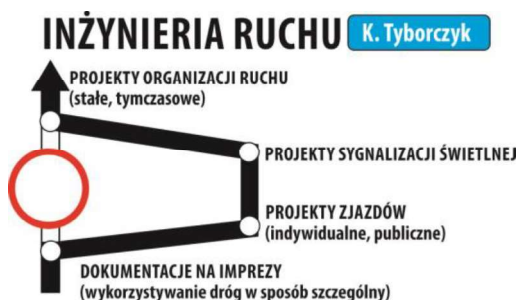 INŻYNIERIA RUCHU K. Tyborczyk
PROJEKTY ORGANIZACJI RUCHU
(stałe, tymczasowe)
PROJEKTY SYGNALIZACJI ŚWIETLNEJ
PROJEKTY ZJAZDÓW
(indywidualne, publiczne)
DOKUMENTACJE NA IMPREZY
(wykorzystywanie dróg w sposób szczególny)